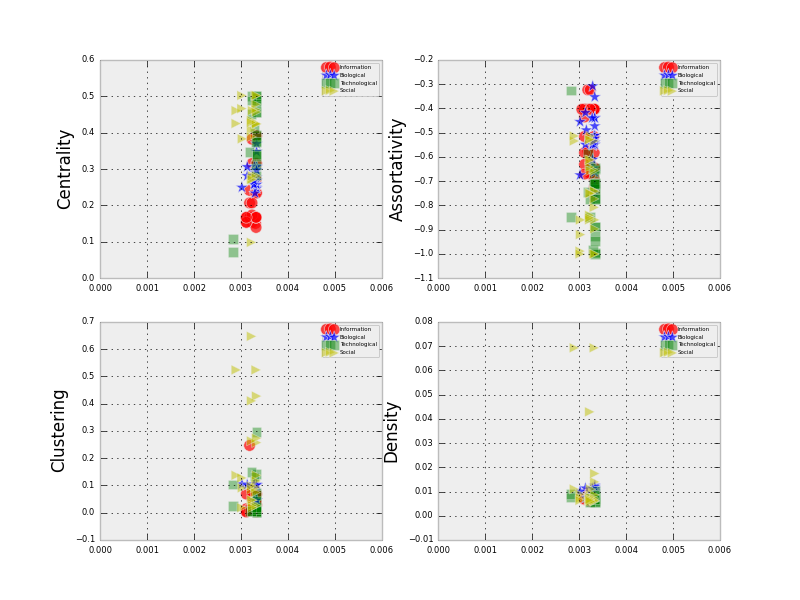 Centrality
0.6
0.5
0.4
0.3
0.2
0.1
0.0
0.000 0.001 0.002 0.003 0.004 0.005 0.006
Information
Biological
Technological
Social
Assortativity
−0.2
−0.3
−0.4
−0.5
−0.6
−0.7
−0.8
−0.9
−1.0
−1.1
0.000 0.001 0.002 0.003 0.004 0.005 0.006
Information
Biological
Technological
Social
Clustering
0.7
0.6
0.5
0.4
0.3
0.2
0.1
0.0
−0.1
0.000 0.001 0.002 0.003 0.004 0.005 0.006
Information
Biological
Technological
Social
Density
0.08
0.07
0.06
0.05
0.04
0.03
0.02
0.01
0.00
−0.01
0.000 0.001 0.002 0.003 0.004 0.005 0.006
Information
Biological
Technological
Social